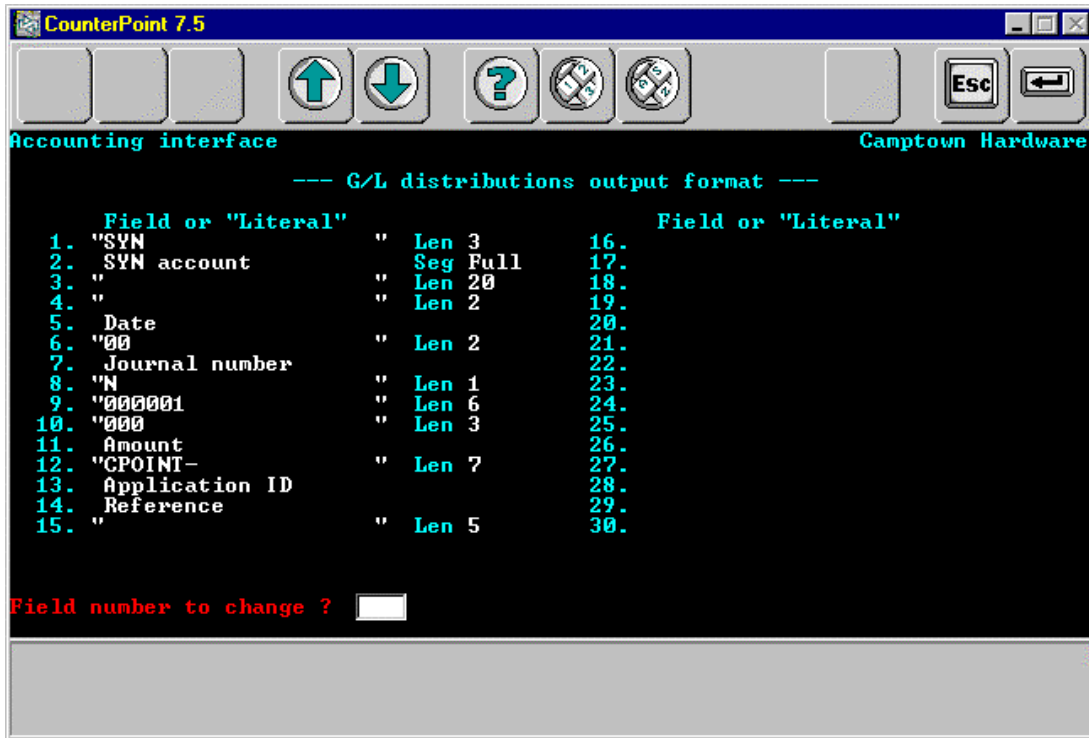 CounterPoint 7.5
Esc
Accounting interface Camptown Hardware
--- G/L distributions output format ---
Field or "Literal" Field or "Literal"
1. "SYN " Len 3 16.
2. SYN account Seg Full 17.
3. " " Len 20 18.
4. " " Len 2 19.
5. Date 20.
6. "00 " Len 2 21.
7. Journal number 22.
8. "N " Len 1 23.
9. "000001 " Len 6 24.
10. "000 " Len 3 25.
11. Amount 26.
12. "CPOINT- " Len 7 27.
13. Application ID 28.
14. Reference 29.
15. " " Len 5 30.
Field number to change ?